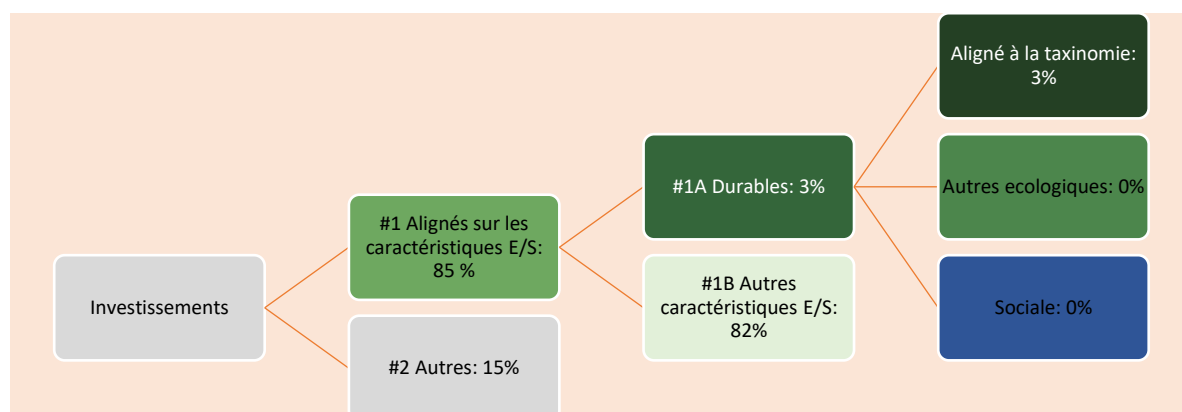 Investissements
#1 Alignés sur les
caractéristiques E/S:
85 %
#2 Autres: 15%
#1A Durables: 3%
#1B Autres
caractéristiques E/S:
82%
Aligné à la taxinomie:
3%
Autres ecologiques: 0%
Sociale: 0%